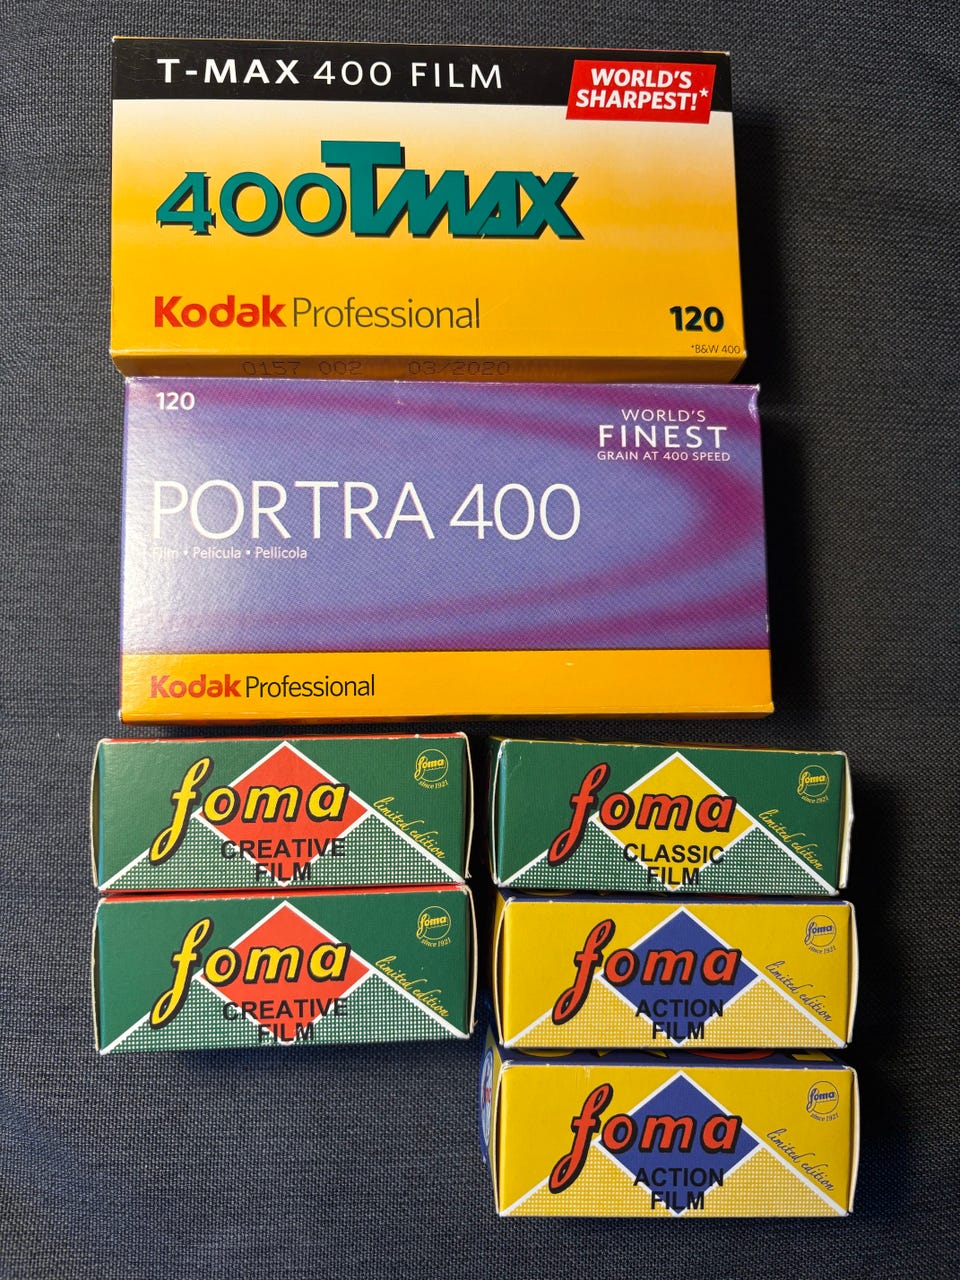 T-MAX 400 FILM
WORLD'S
SHARPEST!*
400TMAX
Kodak Professional
120
*B&W 400
0157 002 03/2020
120
WORLD'S
FINEST
GRAIN AT 400 SPEED
PORTRA 400
Film • Película • Pellicola
Kodak Professional
foma
CREATIVE
FILM
limited edition
foma
since 1921
foma
CLASSIC
FILM
limited edition
foma
since 1921
foma
CREATIVE
FILM
limited edition
foma
since 1921
foma
ACTION
FILM
limited edition
foma
since 1921
foma
ACTION
FILM
limited edition
foma
since 1921